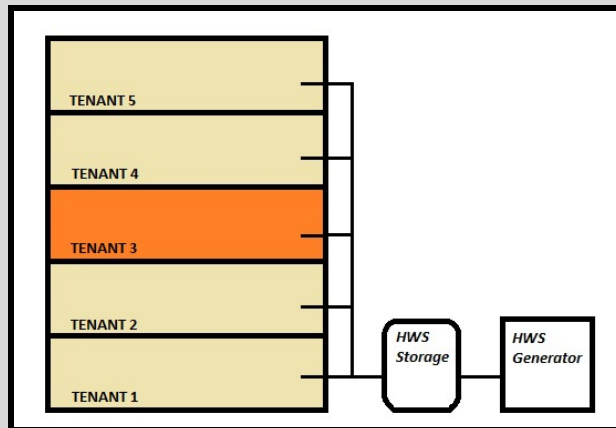 TENANT 5
TENANT 4
TENANT 3
TENANT 2
TENANT 1
HWS
Storage
HWS
Generator